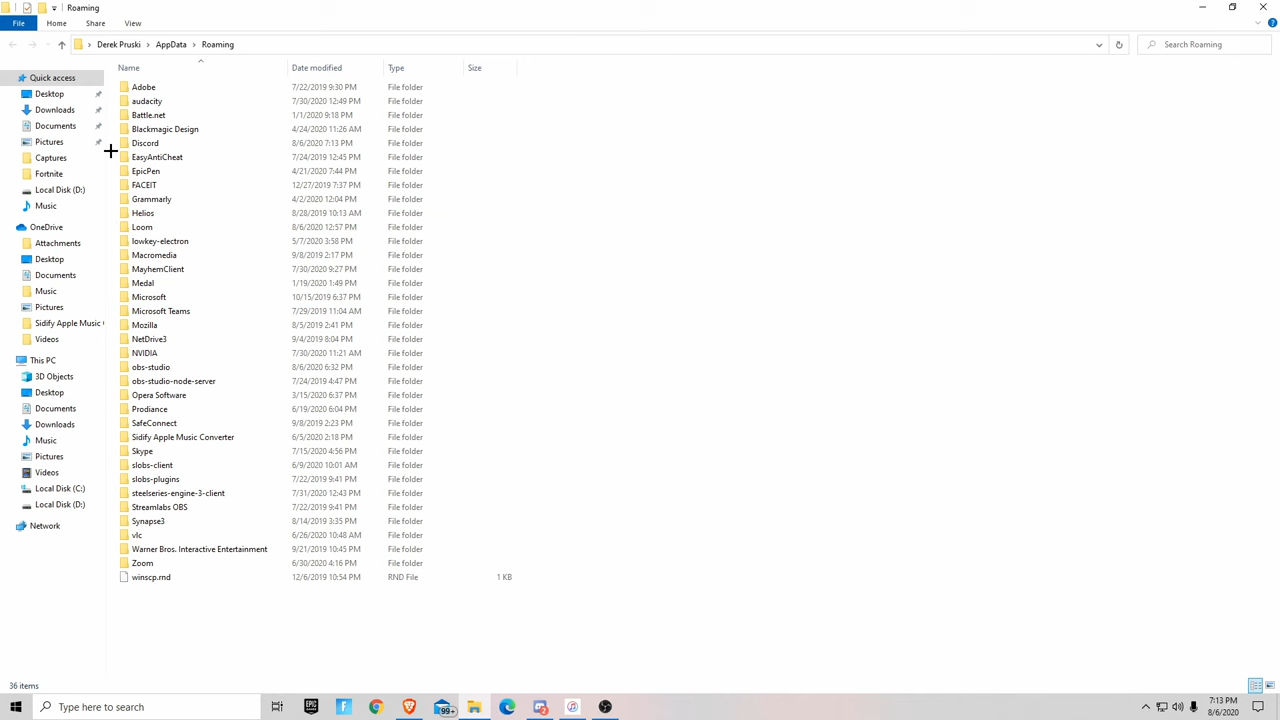 Roaming
File Home Share View
Derek Pruski AppData Roaming Search Roaming
Name Date modified Type Size
Quick access
Desktop
Downloads
Documents
Pictures
Captures
Fortnite
Local Disk (D:)
Music
OneDrive
Attachments
Desktop
Documents
Music
Pictures
Sidify Apple Music
Videos
This PC
3D Objects
Desktop
Documents
Downloads
Music
Pictures
Videos
Local Disk (C:)
Local Disk (D:)
Network
Adobe 7/22/2019 9:30 PM File folder
audacity 7/30/2020 12:49 PM File folder
Battle.net 1/1/2020 9:18 PM File folder
Blackmagic Design 4/24/2020 11:26 AM File folder
Discord 8/6/2020 7:13 PM File folder
EasyAntiCheat 7/24/2019 12:45 PM File folder
EpicPen 4/21/2020 7:44 PM File folder
FACEIT 12/27/2019 7:37 PM File folder
Grammarly 4/2/2020 12:04 PM File folder
Helios 8/28/2019 10:13 AM File folder
Loom 8/6/2020 12:57 PM File folder
lowkey-electron 5/7/2020 3:58 PM File folder
Macromedia 9/8/2019 2:17 PM File folder
MayhemClient 7/30/2020 9:27 PM File folder
Medal 1/19/2020 1:49 PM File folder
Microsoft 10/15/2019 6:37 PM File folder
Microsoft Teams 7/29/2019 11:04 AM File folder
Mozilla 8/5/2019 2:41 PM File folder
NetDrive3 9/4/2019 8:04 PM File folder
NVIDIA 7/30/2020 11:21 AM File folder
obs-studio 8/6/2020 6:32 PM File folder
obs-studio-node-server 7/24/2019 4:47 PM File folder
Opera Software 3/15/2020 6:37 PM File folder
Prodiance 6/19/2020 6:04 PM File folder
SafeConnect 9/8/2019 2:23 PM File folder
Sidify Apple Music Converter 6/5/2020 2:18 PM File folder
Skype 7/15/2020 4:56 PM File folder
slobs-client 6/9/2020 10:01 AM File folder
slobs-plugins 7/22/2019 9:41 PM File folder
steelseries-engine-3-client 7/31/2020 12:43 PM File folder
Streamlabs OBS 7/22/2019 9:41 PM File folder
Synapse3 8/14/2019 3:35 PM File folder
vlc 6/26/2020 10:48 AM File folder
Warner Bros. Interactive Entertainment 9/21/2019 10:45 PM File folder
Zoom 6/30/2020 4:16 PM File folder
winscp.rnd 12/6/2019 10:54 PM RND File 1 KB
36 items
Type here to search EPIC GAMES 99+ 7:13 PM
8/6/2020